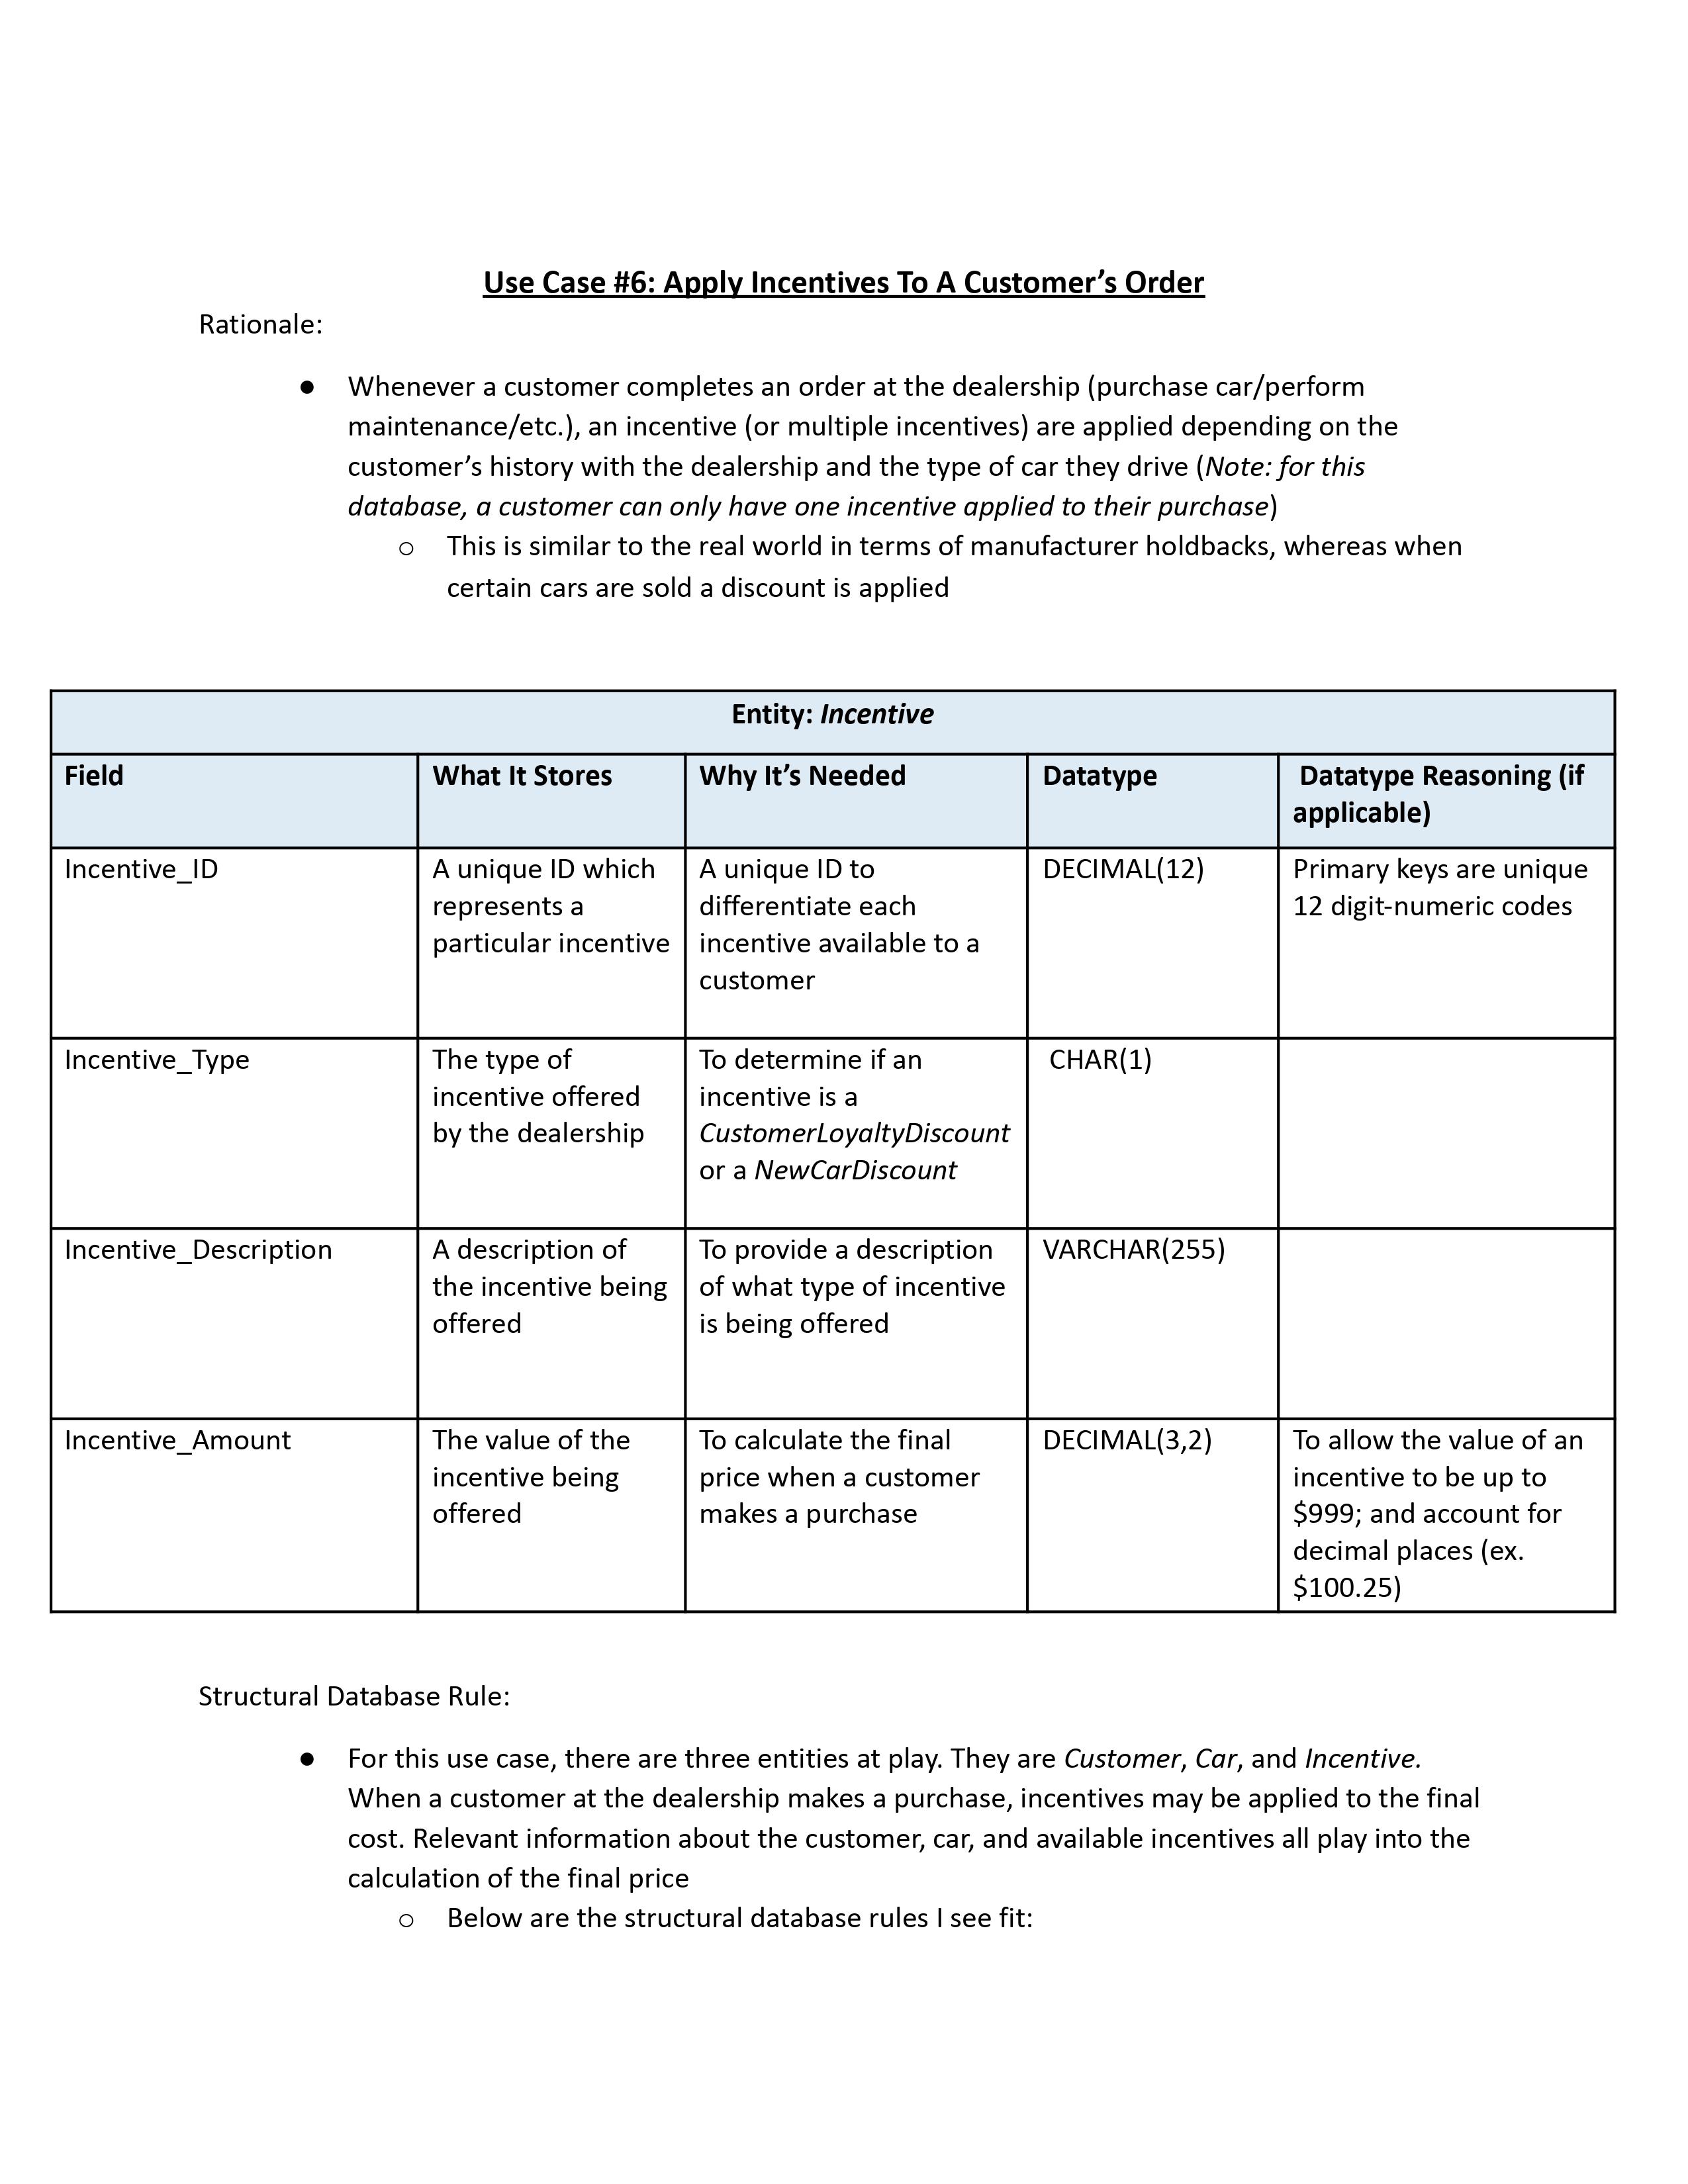 Use Case #6: Apply Incentives To A Customer’s Order
Rationale:
● Whenever a customer completes an order at the dealership (purchase car/perform
maintenance/etc.), an incentive (or multiple incentives) are applied depending on the
customer’s history with the dealership and the type of car they drive (Note: for this
database, a customer can only have one incentive applied to their purchase)
○ This is similar to the real world in terms of manufacturer holdbacks, whereas when
certain cars are sold a discount is applied
Entity: Incentive
Field
What It Stores
Why It’s Needed
Datatype
Datatype Reasoning (if
applicable)
Incentive_ID
A unique ID which
represents a
particular incentive
A unique ID to
differentiate each
incentive available to a
customer
DECIMAL(12)
Primary keys are unique
12 digit-numeric codes
Incentive_Type
The type of
incentive offered
by the dealership
To determine if an
incentive is a
CustomerLoyaltyDiscount
or a NewCarDiscount
CHAR(1)
Incentive_Description
A description of
the incentive being
offered
To provide a description
of what type of incentive
is being offered
VARCHAR(255)
Incentive_Amount
The value of the
incentive being
offered
To calculate the final
price when a customer
makes a purchase
DECIMAL(3,2)
To allow the value of an
incentive to be up to
$999; and account for
decimal places (ex.
$100.25)
Structural Database Rule:
● For this use case, there are three entities at play. They are Customer, Car, and Incentive.
When a customer at the dealership makes a purchase, incentives may be applied to the final
cost. Relevant information about the customer, car, and available incentives all play into the
calculation of the final price
○ Below are the structural database rules I see fit: